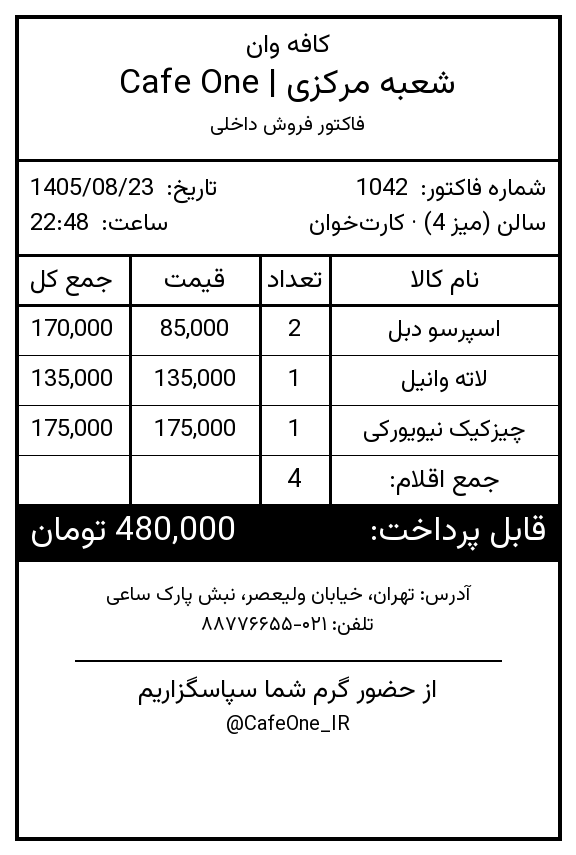 کافه وان
شعبه مرکزی | Cafe One
فاکتور فروش داخلی
شماره فاکتور: 1042 تاریخ: 1405/08/23
سالن (میز 4) · کارت‌خوان ساعت: 22:48
نام کالا تعداد قیمت جمع کل
اسپرسو دبل 2 85,000 170,000
لاته وانیل 1 135,000 135,000
چیزکیک نیویورکی 1 175,000 175,000
جمع اقلام: 4
قابل پرداخت: 480,000 تومان
آدرس: تهران، خیابان ولیعصر، نبش پارک ساعی
تلفن: ۰۲۱-۸۸۷۷۶۶۵۵
از حضور گرم شما سپاسگزاریم
@CafeOne_IR